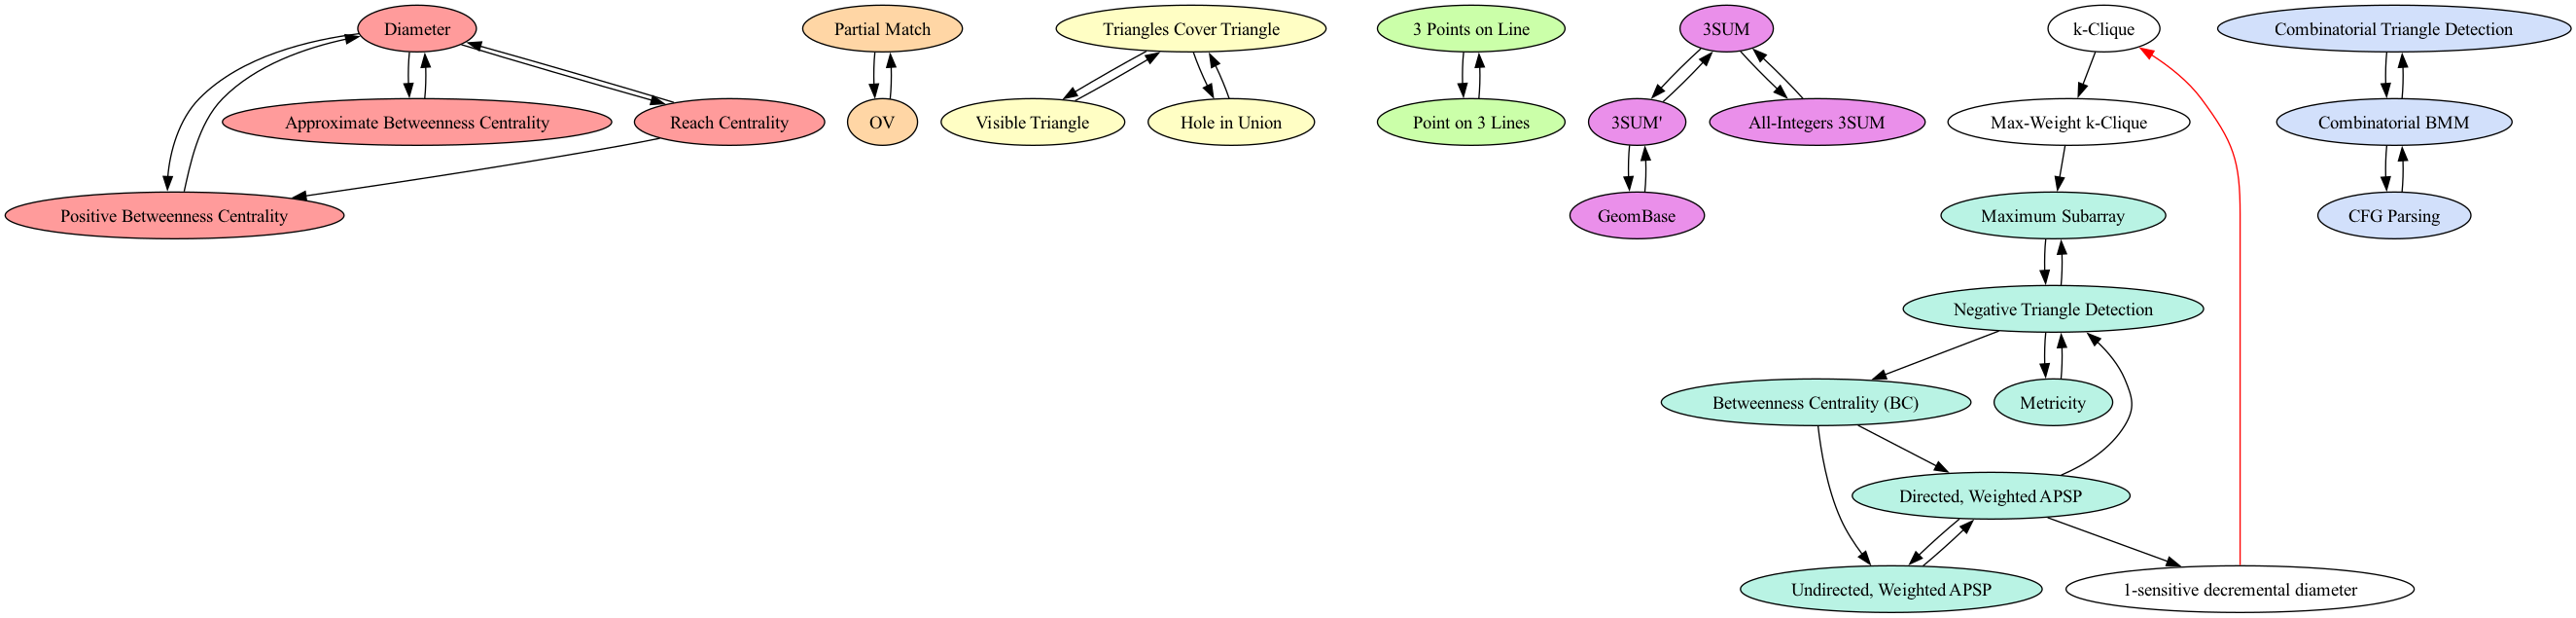 Diameter
Partial Match
Triangles Cover Triangle
3 Points on Line
3SUM
k-Clique
Combinatorial Triangle Detection
Approximate Betweenness Centrality
Reach Centrality
OV
Visible Triangle
Hole in Union
Point on 3 Lines
3SUM'
All-Integers 3SUM
Max-Weight k-Clique
Combinatorial BMM
Positive Betweenness Centrality
GeomBase
Maximum Subarray
CFG Parsing
Negative Triangle Detection
Betweenness Centrality (BC)
Metricity
Directed, Weighted APSP
Undirected, Weighted APSP
1-sensitive decremental diameter